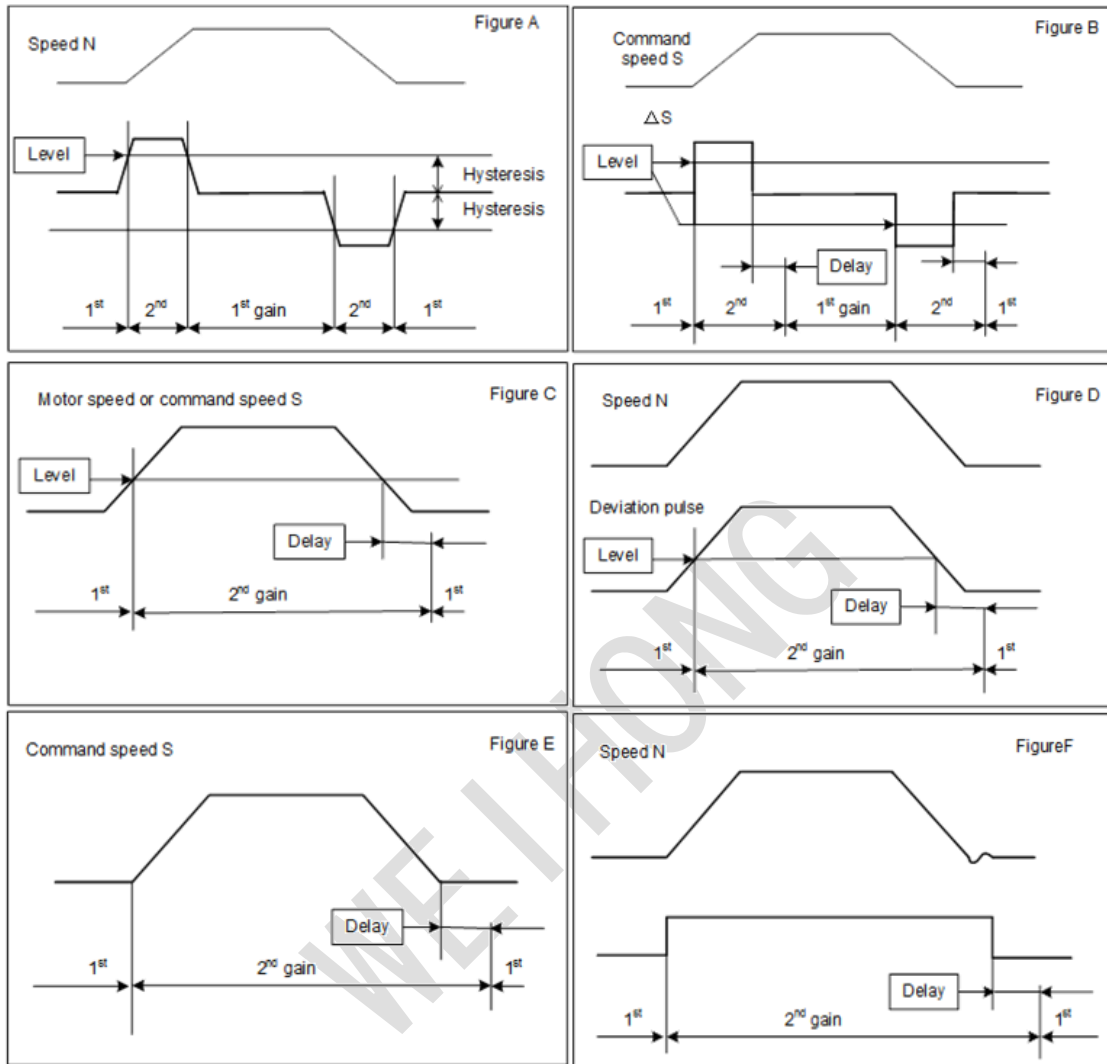 Figure A
Speed N
Level
Hysteresis
Hysteresis
1st 2nd 1st gain 2nd 1st
Figure B
Command
speed S
△S
Level
Delay
1st 2nd 1st gain 2nd 1st
Figure C
Motor speed or command speed S
Level
Delay
1st 2nd gain 1st
Figure D
Speed N
Deviation pulse
Level
Delay
1st 2nd gain 1st
Figure E
Command speed S
Delay
1st 2nd gain 1st
FigureF
Speed N
Delay
1st 2nd gain 1st
WEIHONG